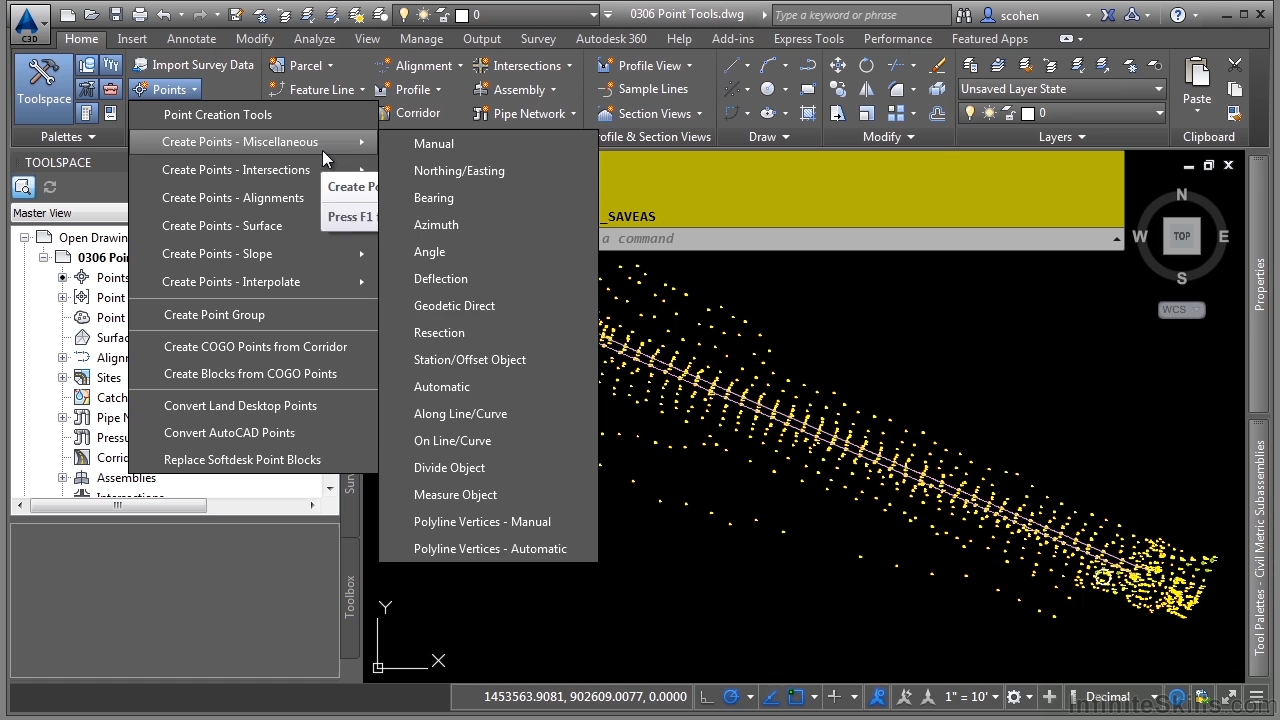 C3D
0
0306 Point Tools.dwg
Type a keyword or phrase
scohen
Home
Insert
Annotate
Modify
Analyze
View
Manage
Output
Survey
Autodesk 360
Help
Add-ins
Express Tools
Performance
Featured Apps
Toolspace
Import Survey Data
Points
Parcel
Feature Line
Alignment
Profile
Corridor
Intersections
Assembly
Pipe Network
Profile View
Sample Lines
Section Views
Unsaved Layer State
0
Paste
Palettes
rofile & Section Views
Draw
Modify
Layers
Clipboard
TOOLSPACE
Master View
Open Drawin
0306 Poi
Points
Point
Point
Surfac
Alignn
Sites
Catch
Pipe N
Pressu
Corrid
Assemblies
Intersections
Point Creation Tools
Create Points - Miscellaneous
Create Points - Intersections
Create Points - Alignments
Create Points - Surface
Create Points - Slope
Create Points - Interpolate
Create Point Group
Create COGO Points from Corridor
Create Blocks from COGO Points
Convert Land Desktop Points
Convert AutoCAD Points
Replace Softdesk Point Blocks
Create Po
Press F1
Manual
Northing/Easting
Bearing
Azimuth
Angle
Deflection
Geodetic Direct
Resection
Station/Offset Object
Automatic
Along Line/Curve
On Line/Curve
Divide Object
Measure Object
Polyline Vertices - Manual
Polyline Vertices - Automatic
_SAVEAS
a command
N
W
TOP
E
S
WCS
Properties
Tool Palettes - Civil Metric Subassemblies
Su
Toolbox
Y
X
1453563.9081, 902609.0077, 0.0000
1" = 10'
Decimal
InfiniteSkills.com